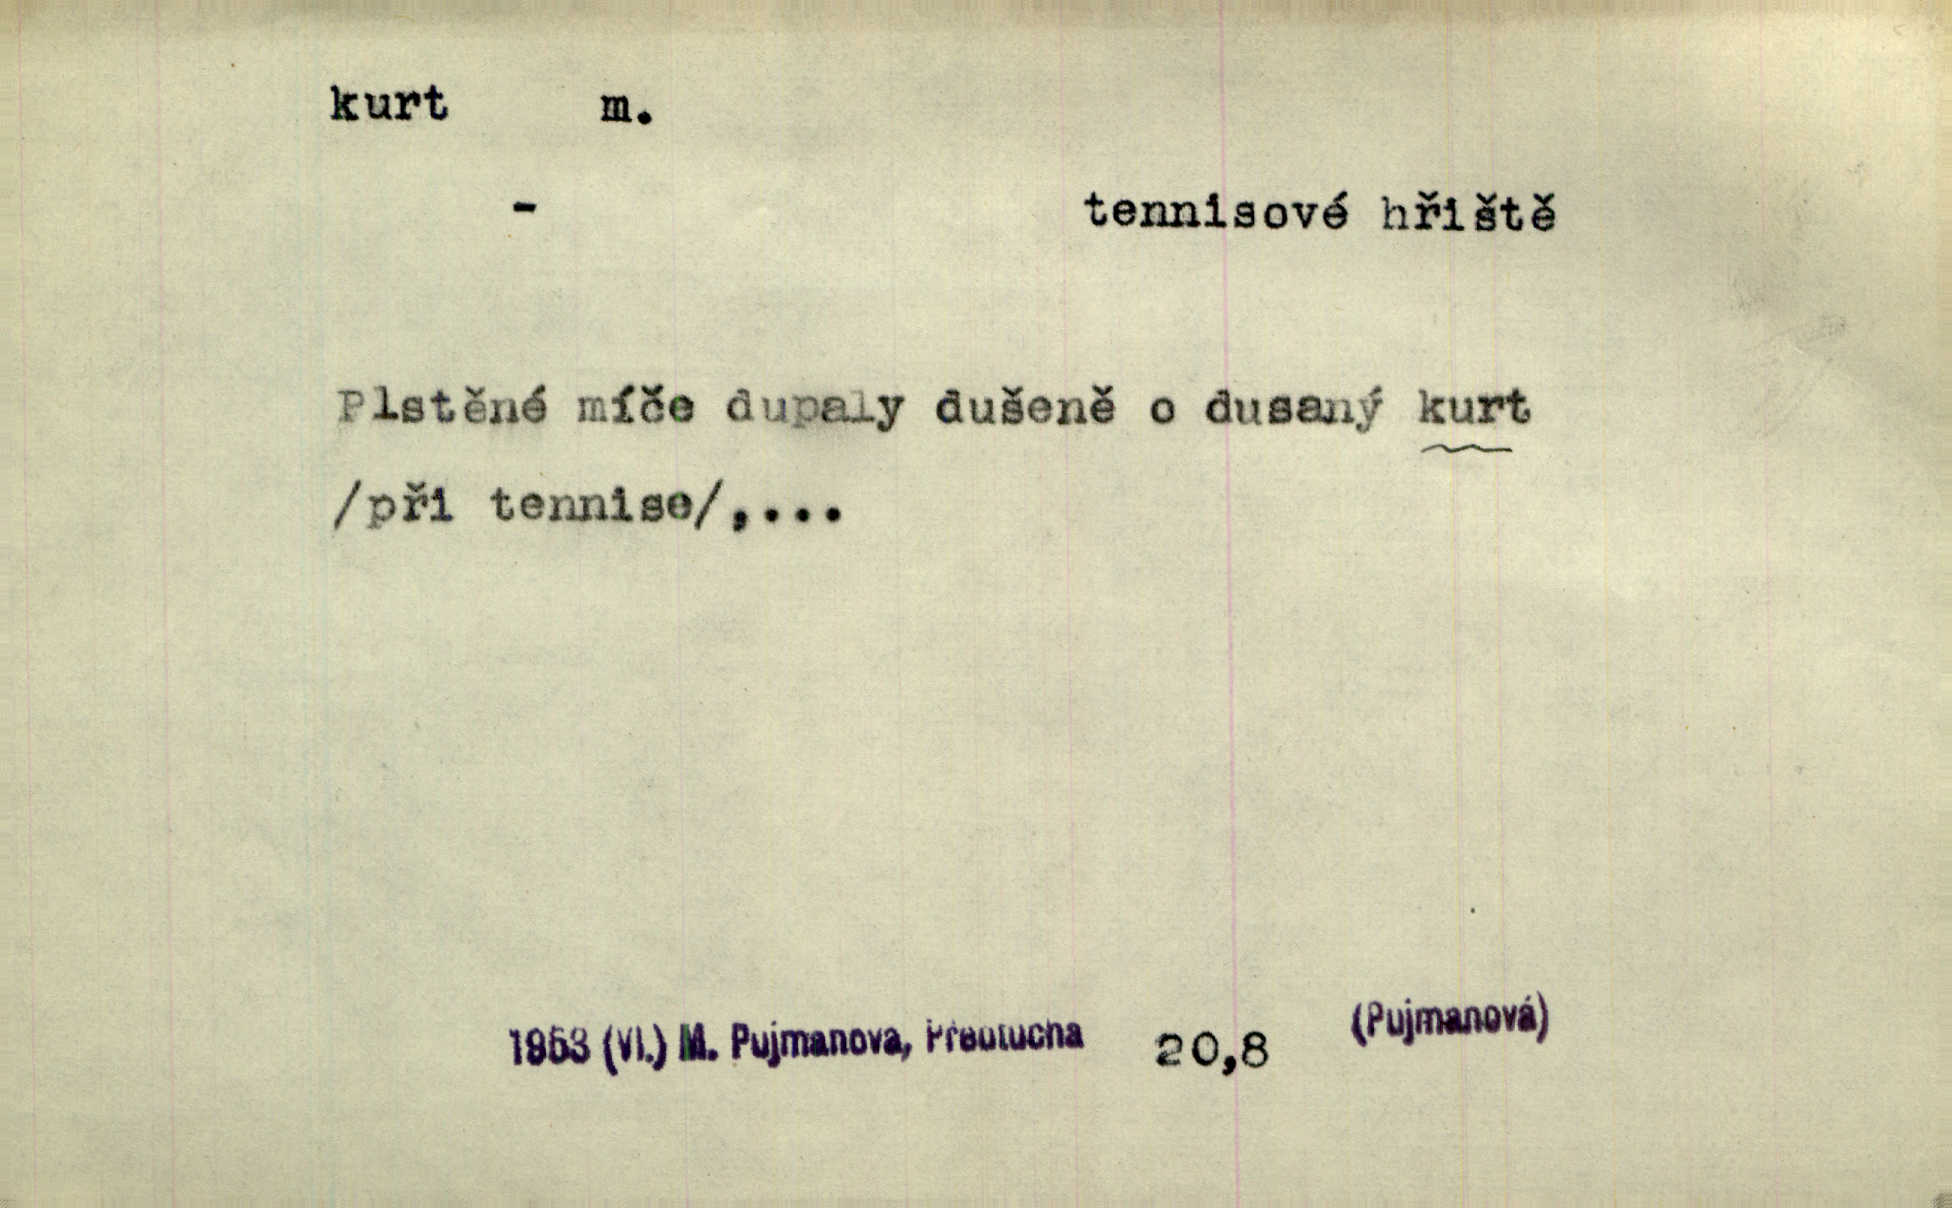 kurt m.
- tennisové hřiště
Plstěné míče dupaly dušeně o dusaný kurt
/při tennise/,...
1953 (VI.) M. Pujmanova, Předtucha 20,8 (Pujmanová)